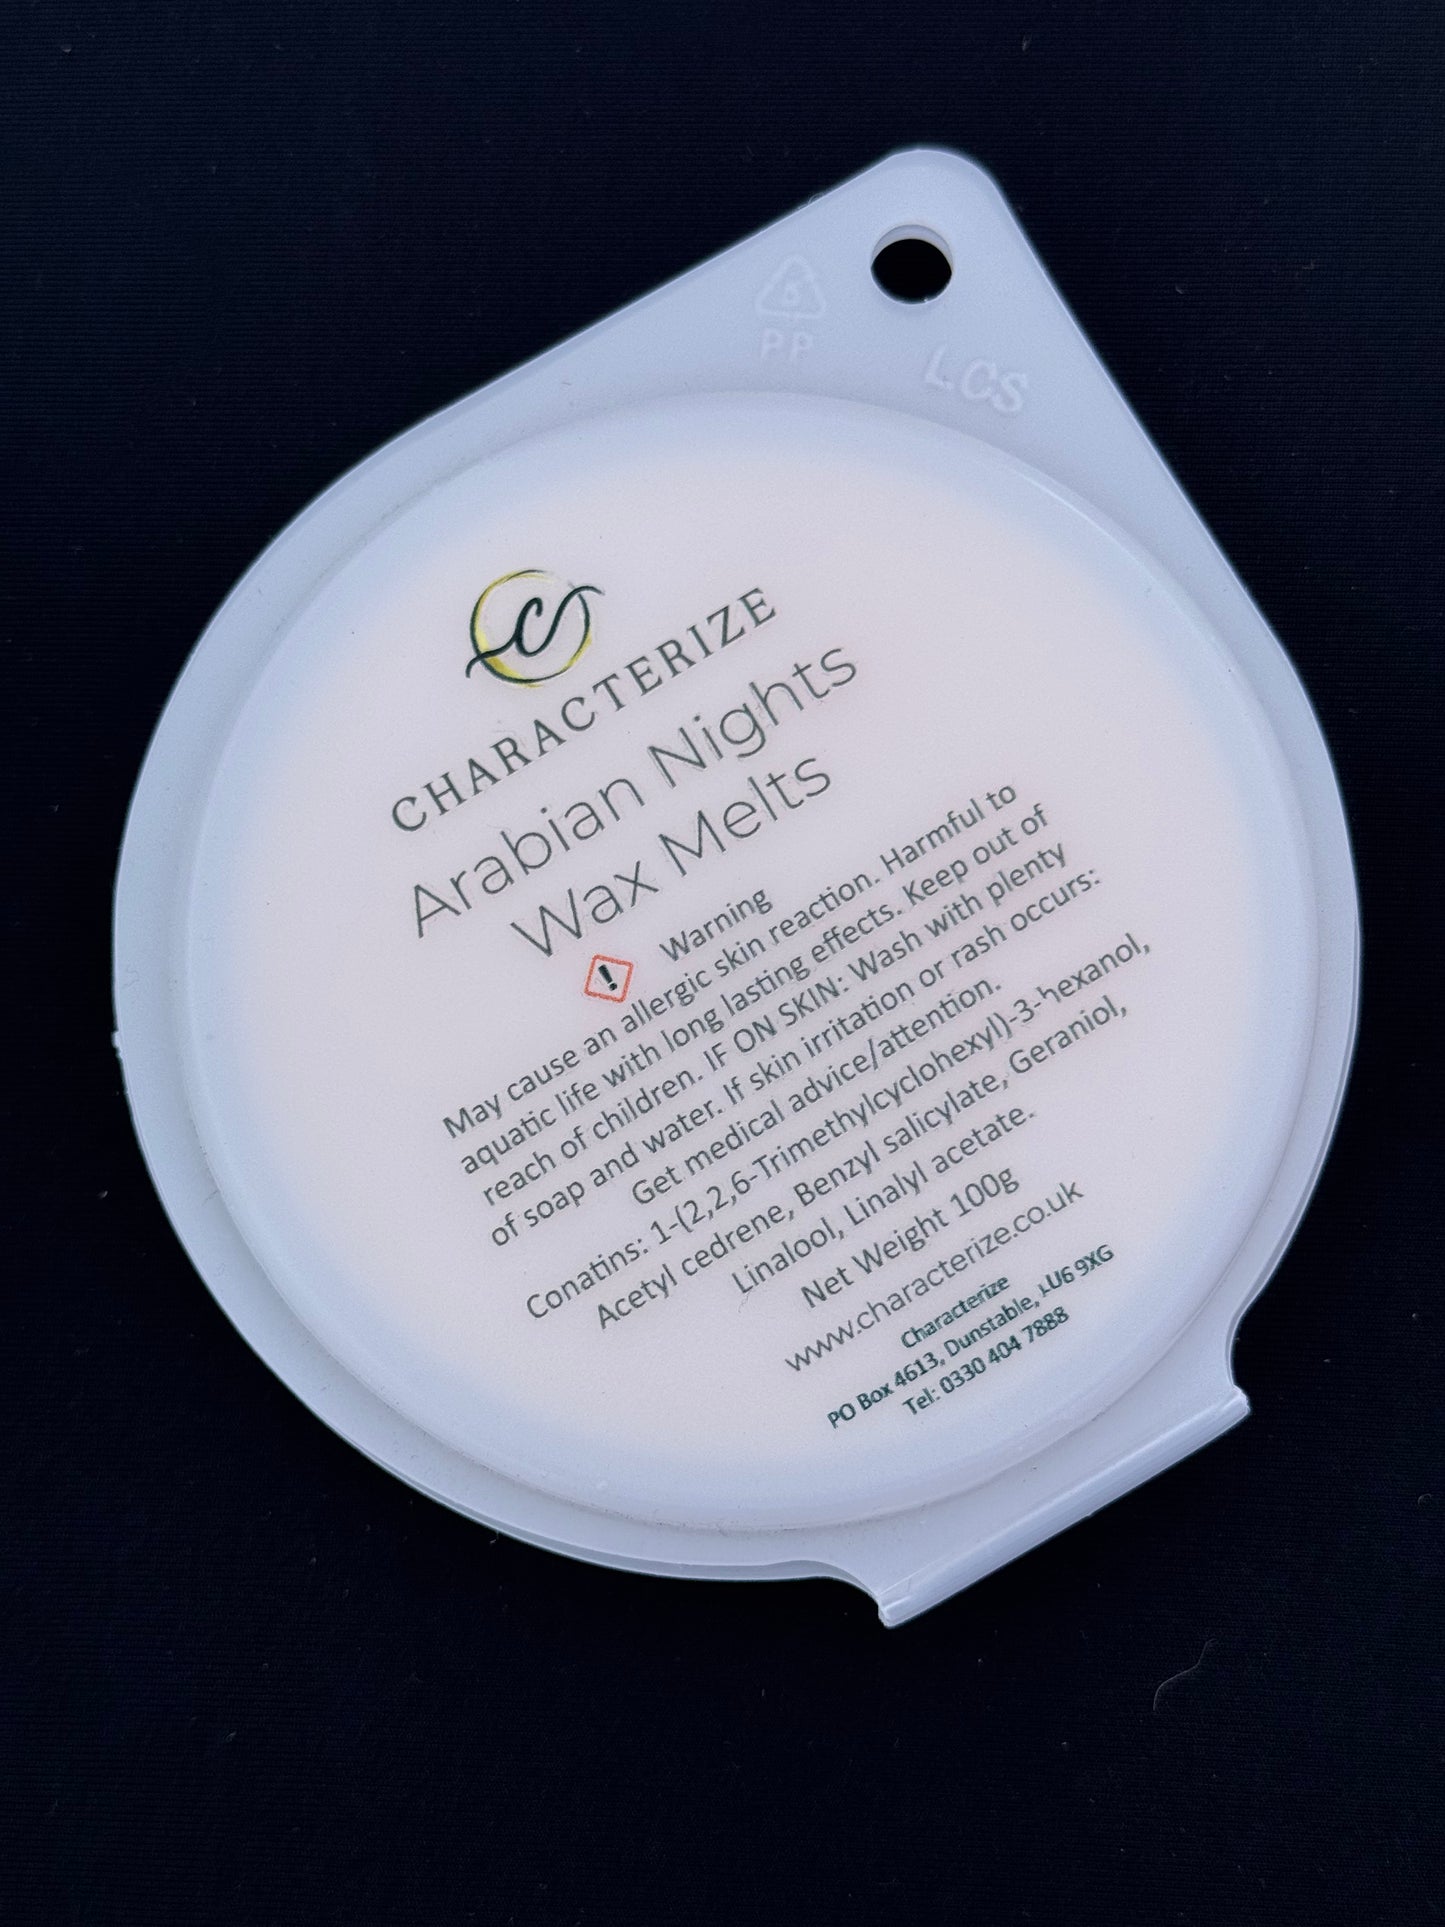 PP
LCS
C
CHARACTERIZE
Arabian Nights
Wax Melts
Warning
!
May cause an allergic skin reaction. Harmful to
aquatic life with long lasting effects. Keep out of
reach of children. IF ON SKIN: Wash with plenty
of soap and water. If skin irritation or rash occurs:
Get medical advice/attention.
Conatins: 1-(2,2,6-Trimethylcyclohexyl)-3-hexanol,
Acetyl cedrene, Benzyl salicylate, Geraniol,
Linalool, Linalyl acetate.
Net Weight 100g
www.characterize.co.uk
Characterize
PO Box 4613, Dunstable, LU6 9XG
Tel: 0330 404 7888